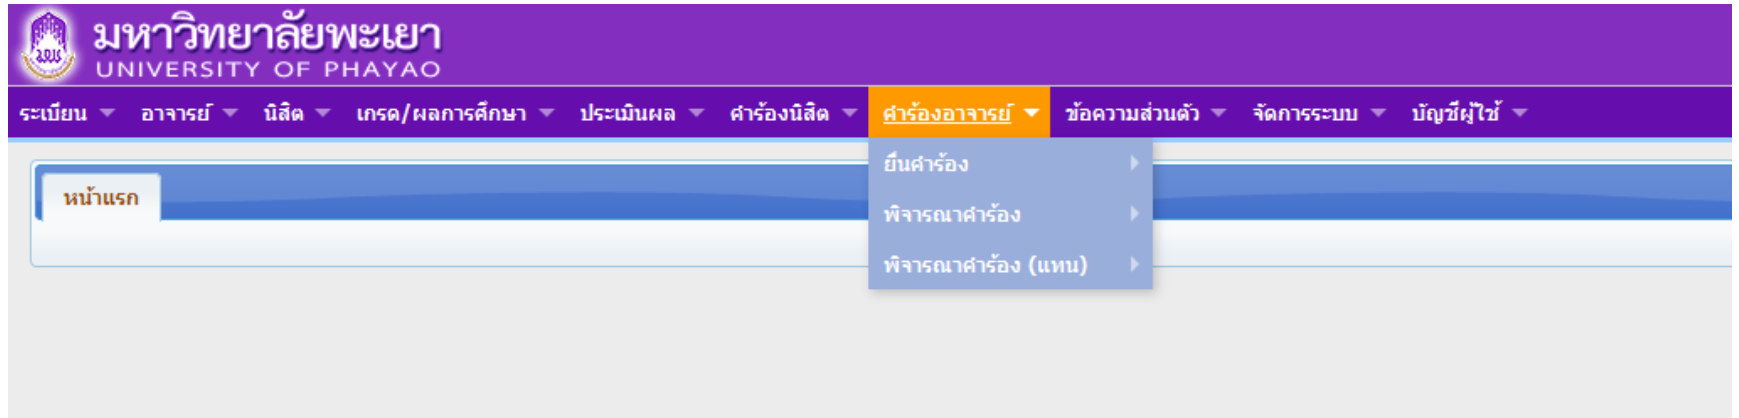 มหาวิทยาลัยพะเยา
UNIVERSITY OF PHAYAO
ระเบียน อาจารย์ นิสิต เกรด/ผลการศึกษา ประเมินผล คำร้องนิสิต คำร้องอาจารย์ ข้อความส่วนตัว จัดการระบบ บัญชีผู้ใช้
ยื่นคำร้อง
หน้าแรก
พิจารณาคำร้อง
พิจารณาคำร้อง (แทน)